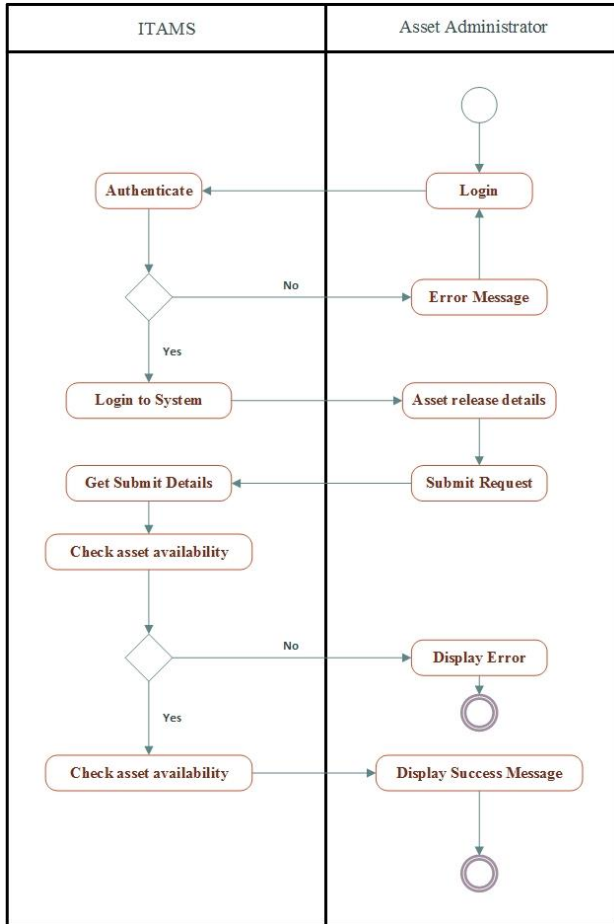 ITAMS
Asset Administrator
Authenticate
Login
No
Error Message
Yes
Login to System
Asset release details
Get Submit Details
Submit Request
Check asset availability
No
Display Error
Yes
Check asset availability
Display Success Message